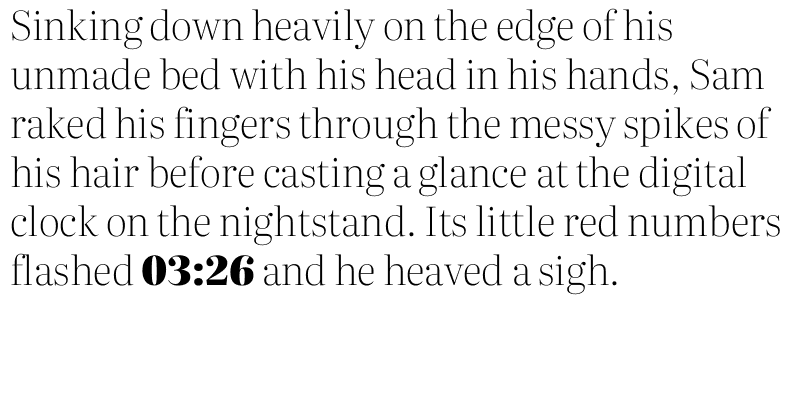 Sinking down heavily on the edge of his
unmade bed with his head in his hands, Sam
raked his fingers through the messy spikes of
his hair before casting a glance at the digital
clock on the nightstand. Its little red numbers
flashed 03:26 and he heaved a sigh.